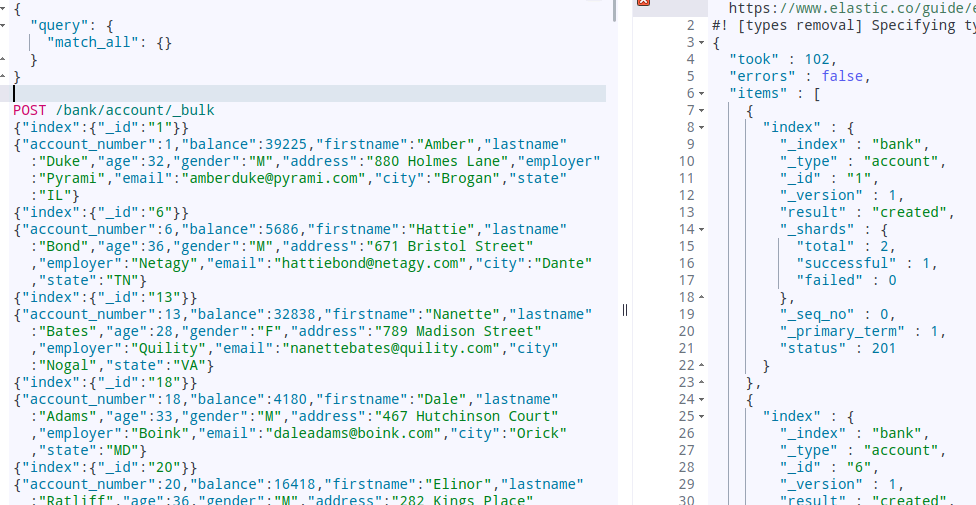 {
"query": {
"match_all": {}
}
}
POST /bank/account/_bulk
{"index":{"_id":"1"}}
{"account_number":1,"balance":39225,"firstname":"Amber","lastname"
:"Duke","age":32,"gender":"M","address":"880 Holmes Lane","employer"
:"Pyrami","email":"amberduke@pyrami.com","city":"Brogan","state"
:"IL"}
{"index":{"_id":"6"}}
{"account_number":6,"balance":5686,"firstname":"Hattie","lastname"
:"Bond","age":36,"gender":"M","address":"671 Bristol Street"
,"employer":"Netagy","email":"hattiebond@netagy.com","city":"Dante"
,"state":"TN"}
{"index":{"_id":"13"}}
{"account_number":13,"balance":32838,"firstname":"Nanette","lastname"
:"Bates","age":28,"gender":"F","address":"789 Madison Street"
,"employer":"Quility","email":"nanettebates@quility.com","city"
:"Nogal","state":"VA"}
{"index":{"_id":"18"}}
{"account_number":18,"balance":4180,"firstname":"Dale","lastname"
:"Adams","age":33,"gender":"M","address":"467 Hutchinson Court"
,"employer":"Boink","email":"daleadams@boink.com","city":"Orick"
,"state":"MD"}
{"index":{"_id":"20"}}
{"account_number":20,"balance":16418,"firstname":"Elinor","lastname"
:"Ratliff","age":36,"gender":"M","address":"282 Kings Place"
https://www.elastic.co/guide/
2 #! [types removal] Specifying
3 {
4 "took" : 102,
5 "errors" : false,
6 "items" : [
7 {
8 "index" : {
9 "_index" : "bank",
10 "_type" : "account",
11 "_id" : "1",
12 "_version" : 1,
13 "result" : "created",
14 "_shards" : {
15 "total" : 2,
16 "successful" : 1,
17 "failed" : 0
18 },
19 "_seq_no" : 0,
20 "_primary_term" : 1,
21 "status" : 201
22 }
23 },
24 {
25 "index" : {
26 "_index" : "bank",
27 "_type" : "account",
28 "_id" : "6",
29 "_version" : 1,
30 "result" : "created",